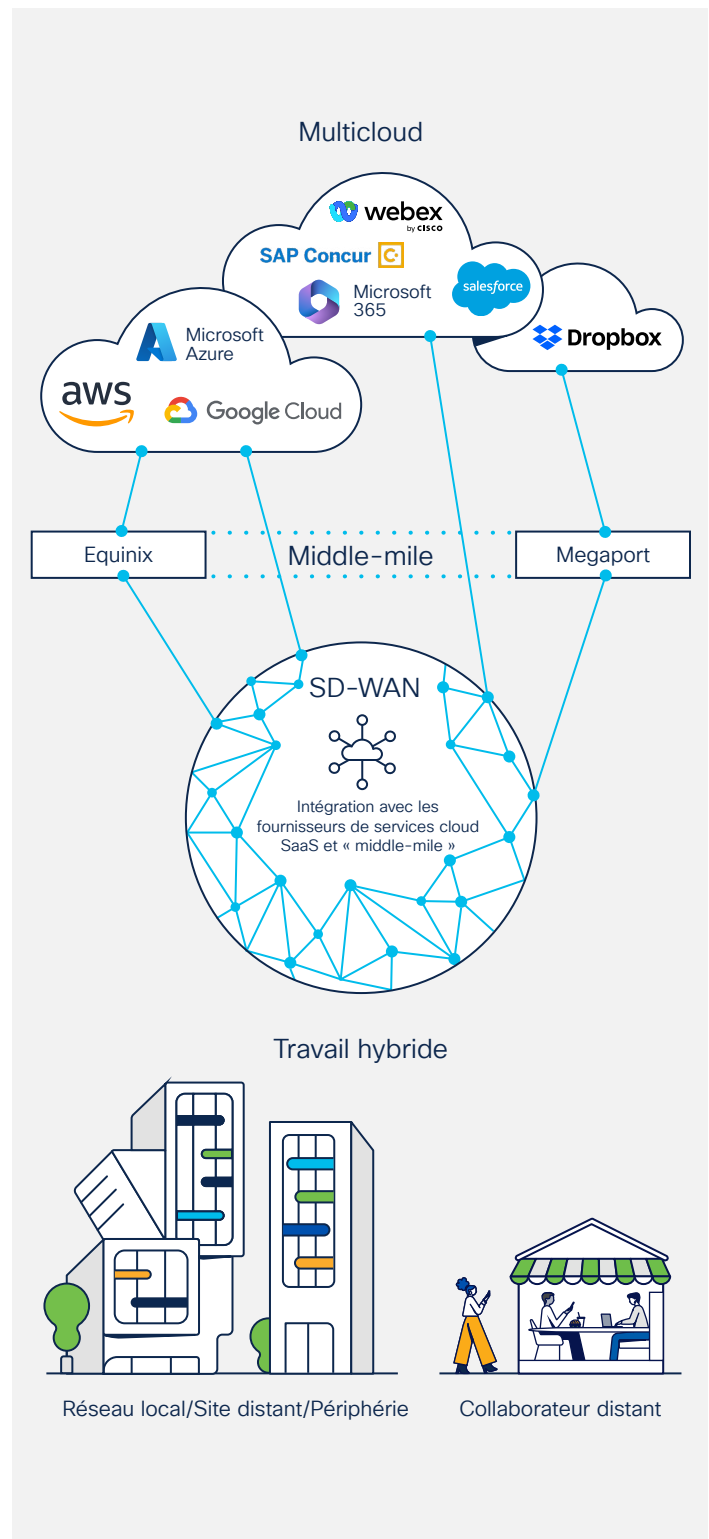 Multicloud
webex
by CISCO
SAP Concur C.
Microsoft
365
salesforce
Dropbox
Microsoft
Azure
aws
Google Cloud
Equinix
Middle-mile
Megaport
SD-WAN
Intégration avec les
fournisseurs de services cloud
SaaS et « middle-mile »
Travail hybride
Réseau local/Site distant/Périphérie
Collaborateur distant